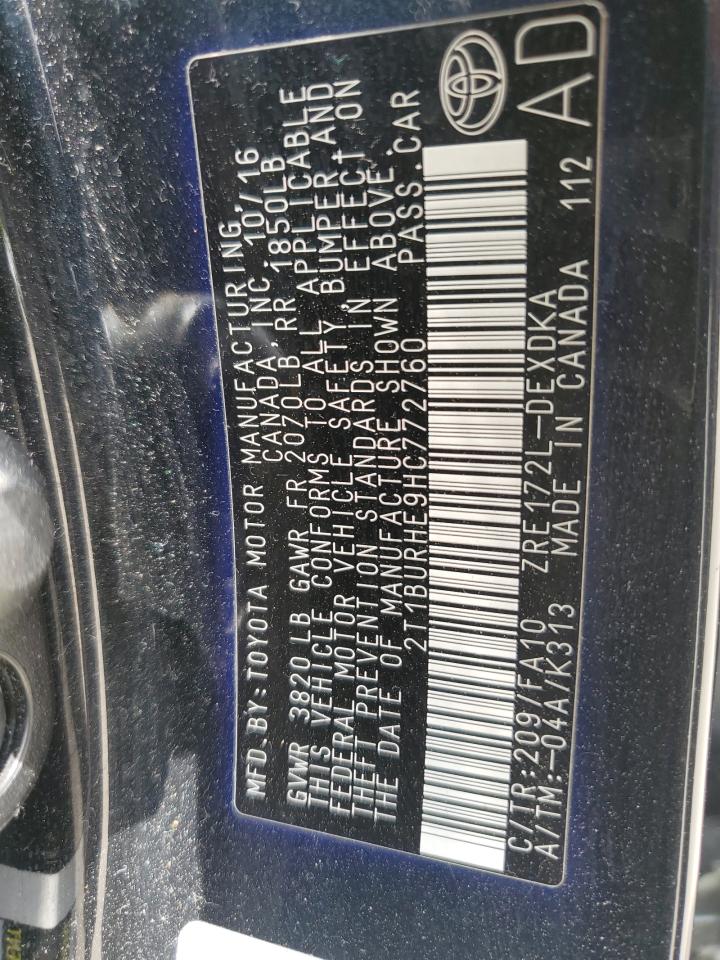 MFD. BY: TOYOTA MOTOR MANUFACTURING
CANADA, INC 10/16
GVWR 3820LB GAWR FR 2070LB, RR 1850LB
THIS VEHICLE CONFORMS TO ALL APPLICABLE
FEDERAL MOTOR VEHICLE SAFETY, BUMPER AND
THEFT PREVENTION STANDARDS IN EFFECT ON
THE DATE OF MANUFACTURE SHOWN ABOVE.
2T1BURHE9HC772760 PASS.CAR
C/TR:209/FA10 ZRE172L-DEXDKA
A/TM:-04A/K313 MADE IN CANADA 112
AD